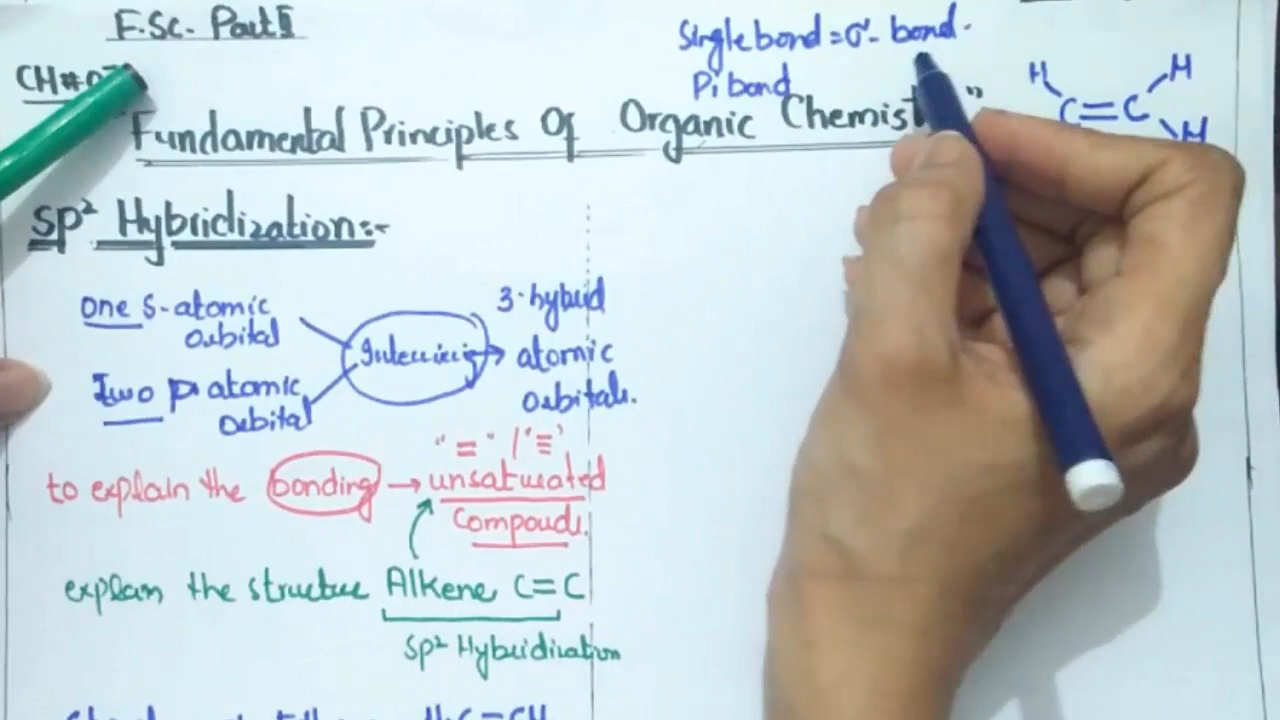 F.Sc. Part II
Single bond = σ - bond.
CH#07
Pi bond
"Fundamental Principles Of Organic Chemist
H H
C=C
H
sp² Hybridization:-
one s-atomic
orbital
Two p atomic
orbital
Intermixing
3-hybrid
atomic
orbitals.
"=" / "≡"
to explain the bonding → unsaturated
Compouds.
explain the structure Alkene C=C
sp² Hybridization